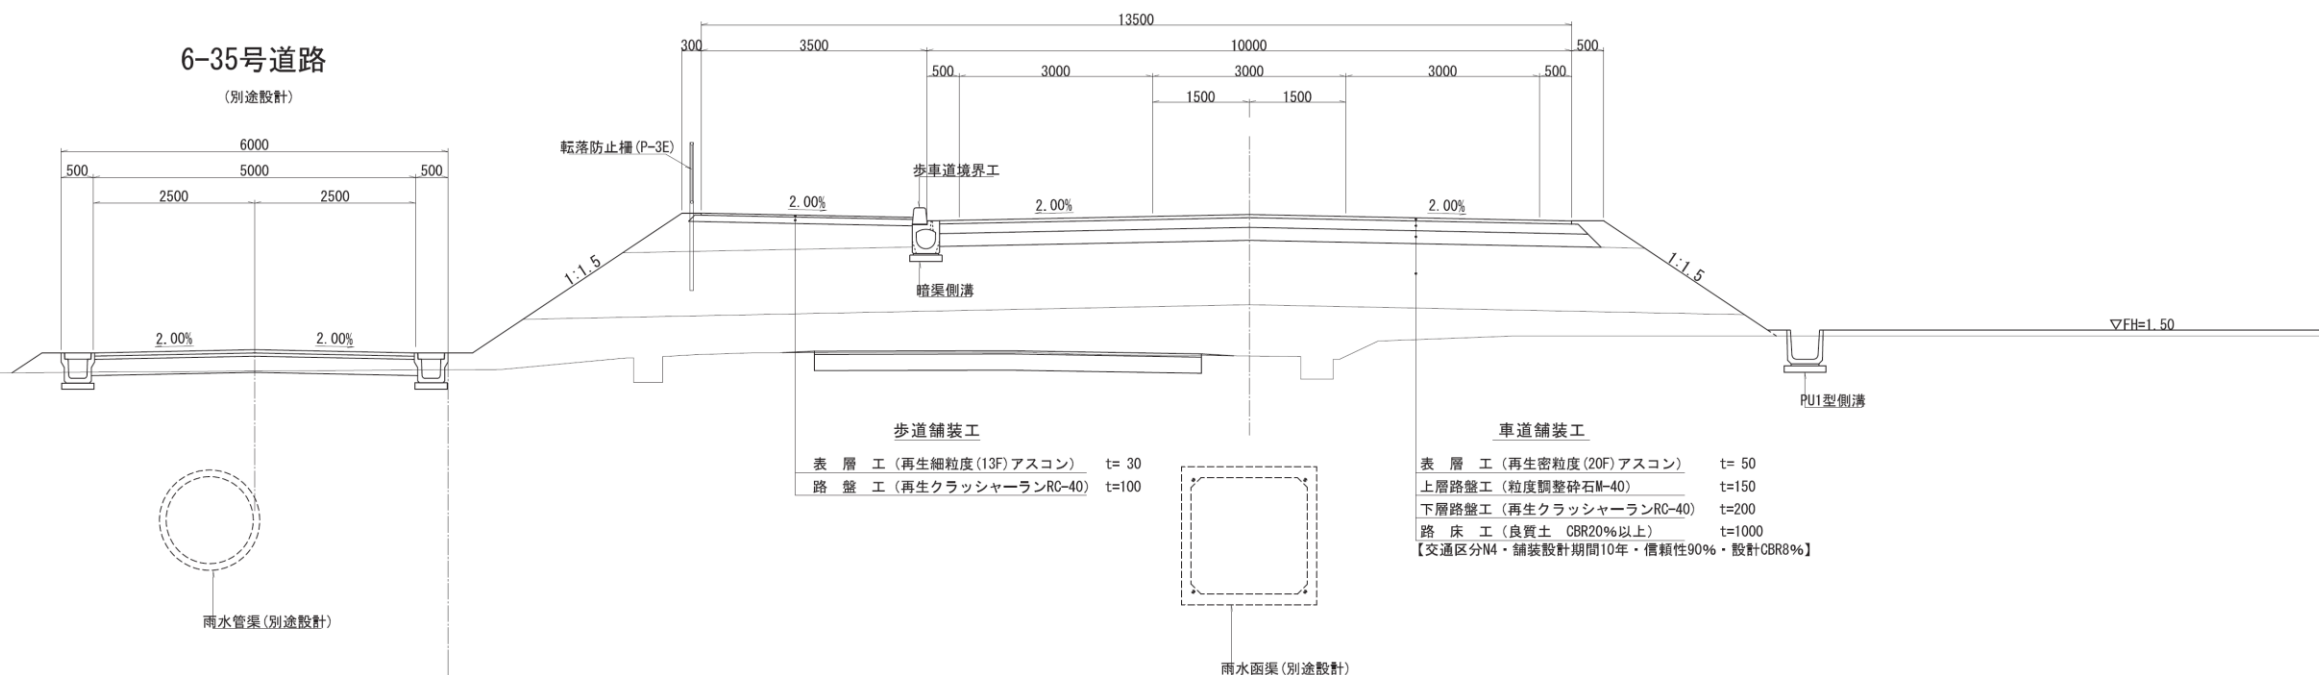 13500
300
3500
10000
500
500
3000
3000
3000
500
1500
1500
6-35号道路
(別途設計)
6000
500
5000
500
2500
2500
転落防止柵(P-3E)
歩車道境界工
2.00%
2.00%
2.00%
1:1.5
1:1.5
暗渠側溝
2.00%
2.00%
▽FH=1.50
PU1型側溝
歩道舗装工
表 層 工(再生細粒度(13F)アスコン) t= 30
路 盤 工(再生クラッシャーランRC-40) t=100
車道舗装工
表 層 工(再生密粒度(20F)アスコン) t= 50
上層路盤工(粒度調整砕石M-40) t=150
下層路盤工(再生クラッシャーランRC-40) t=200
路 床 工(良質土 CBR20%以上) t=1000
【交通区分N4・舗装設計期間10年・信頼性90%・設計CBR8%】
雨水管渠(別途設計)
雨水函渠(別途設計)